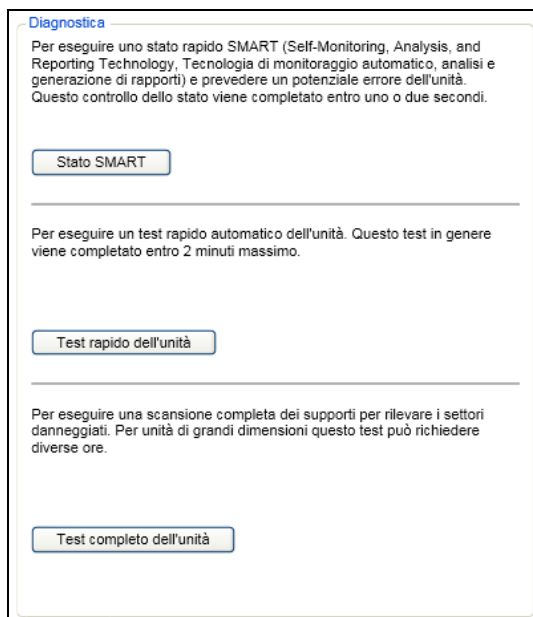 Diagnostica
Per eseguire uno stato rapido SMART (Self-Monitoring, Analysis, and
Reporting Technology, Tecnologia di monitoraggio automatico, analisi e
generazione di rapporti) e prevedere un potenziale errore dell'unità.
Questo controllo dello stato viene completato entro uno o due secondi.
Stato SMART
Per eseguire un test rapido automatico dell'unità. Questo test in genere
viene completato entro 2 minuti massimo.
Test rapido dell'unità
Per eseguire una scansione completa dei supporti per rilevare i settori
danneggiati. Per unità di grandi dimensioni questo test può richiedere
diverse ore.
Test completo dell'unità